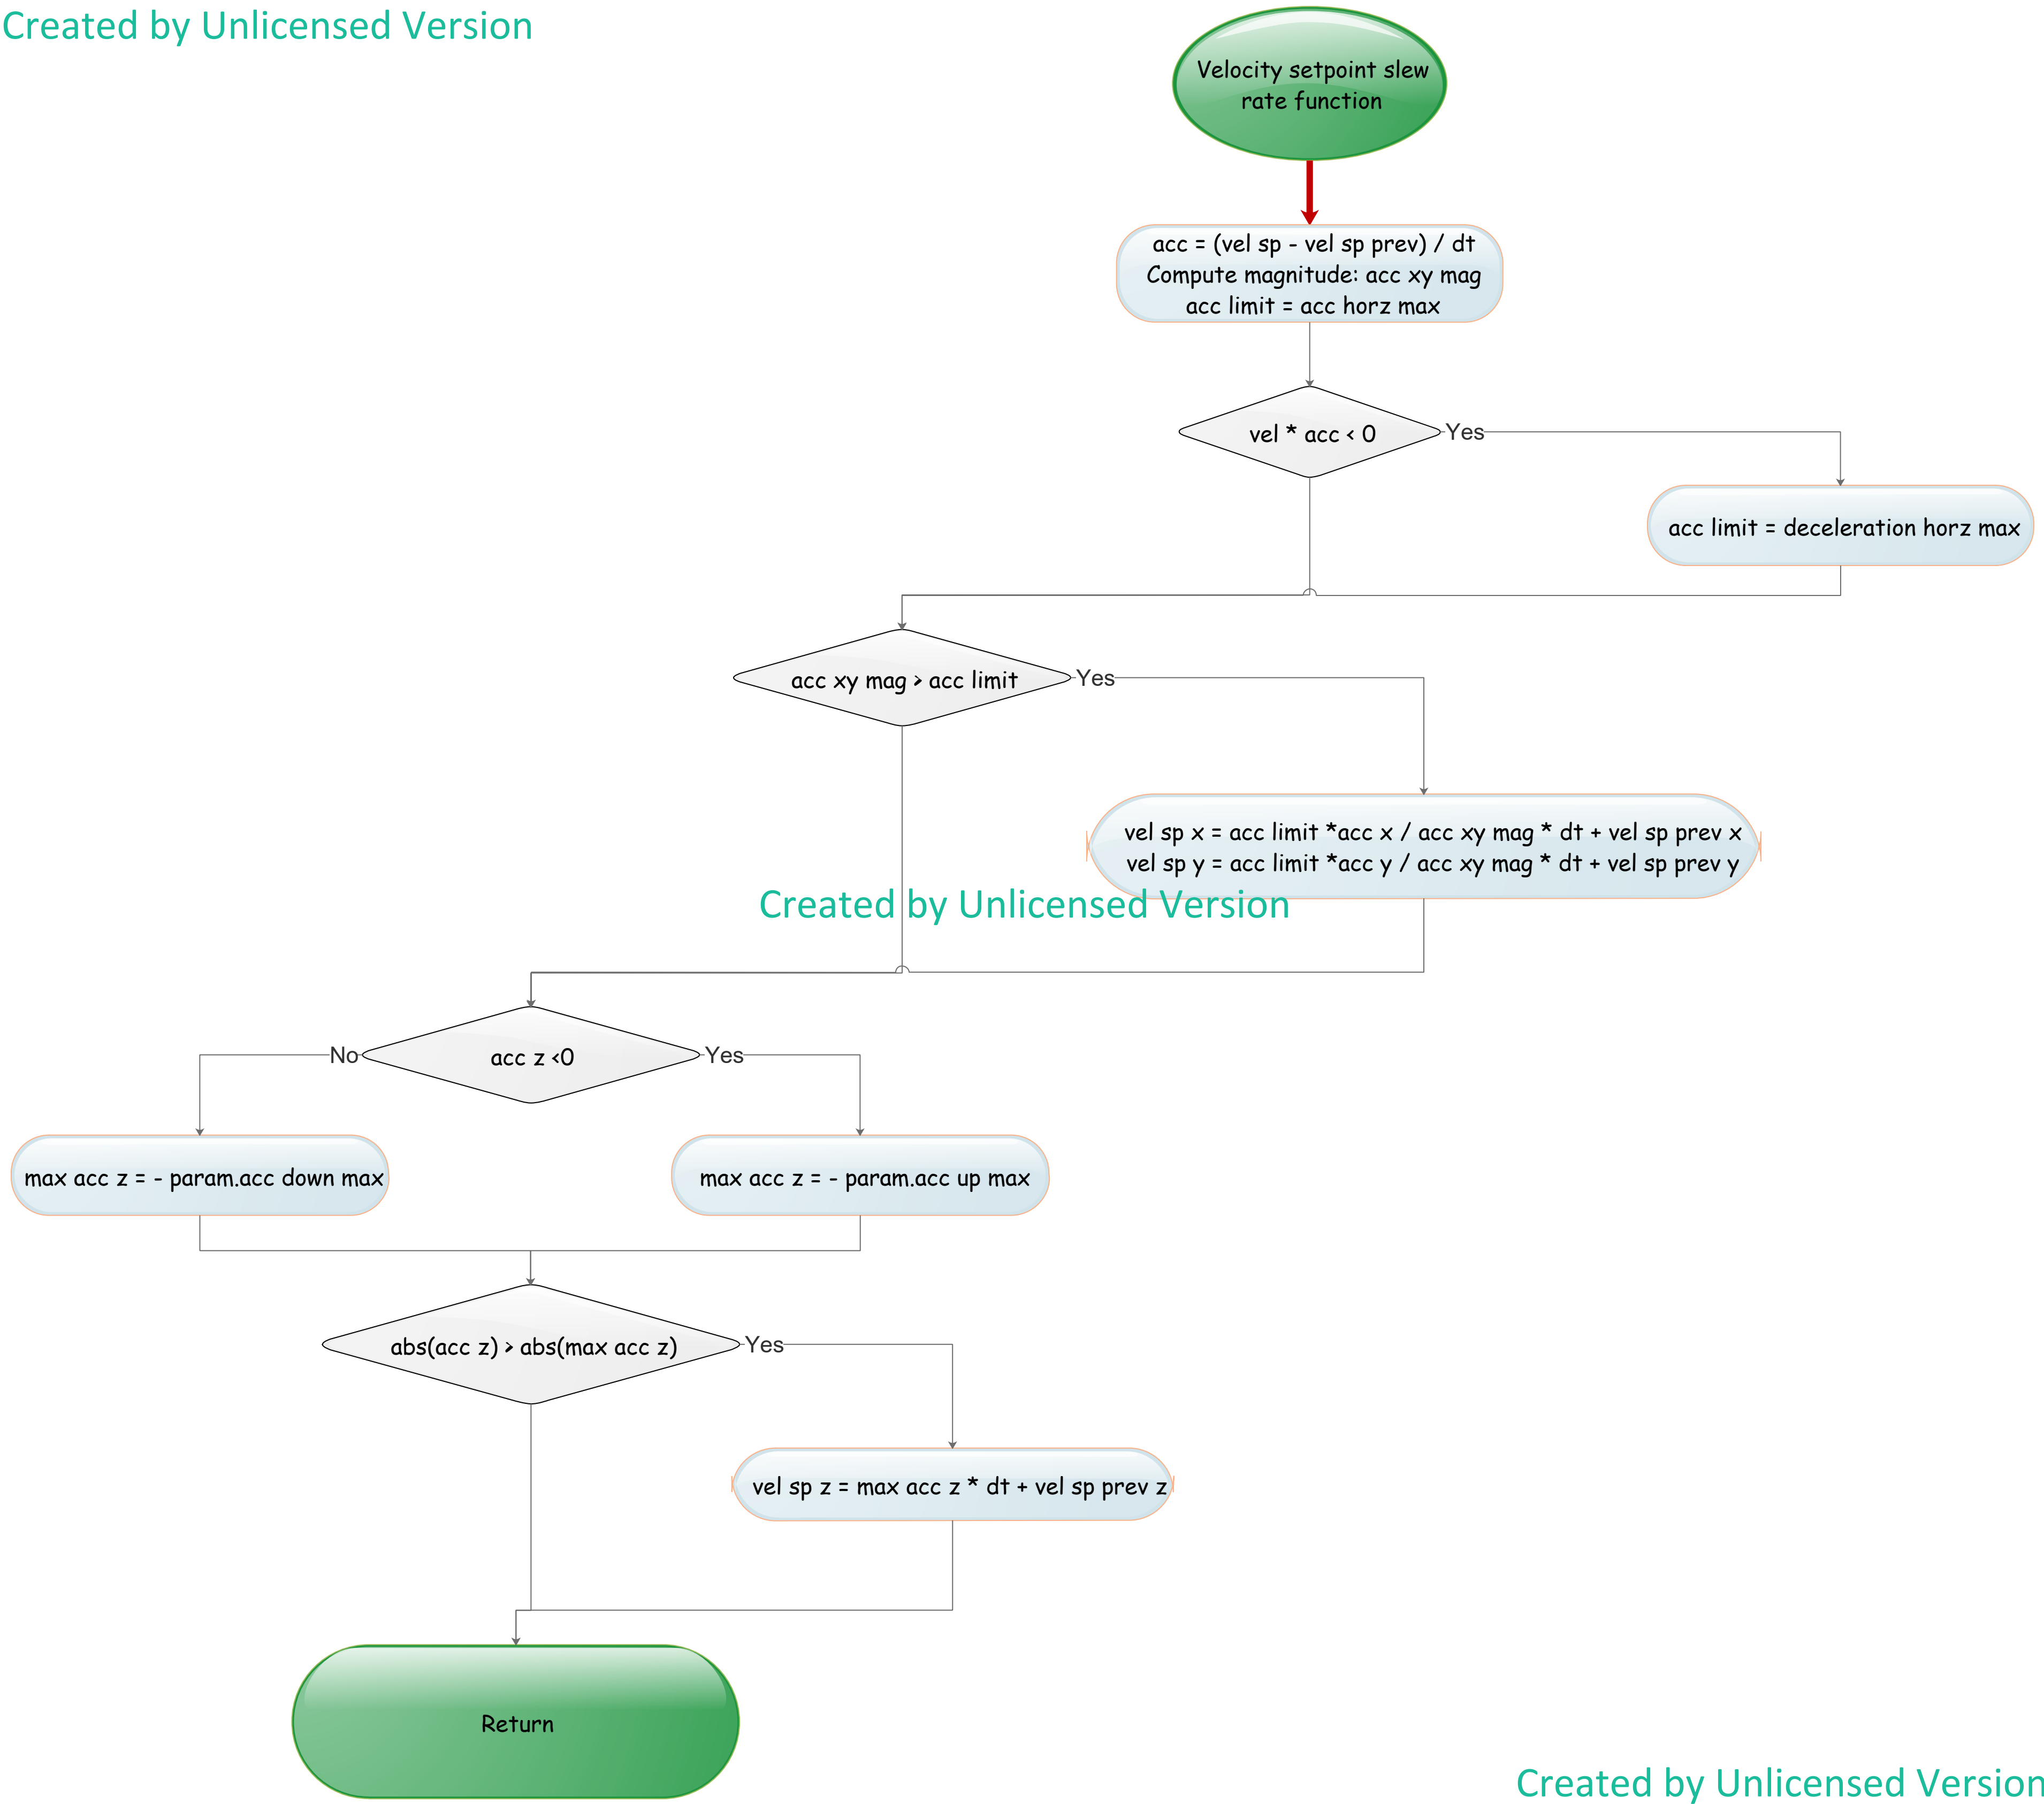 Created by Unlicensed Version
Velocity setpoint slew
rate function
acc = (vel sp - vel sp prev) / dt
Compute magnitude: acc xy mag
acc limit = acc horz max
vel * acc < 0
Yes
acc limit = deceleration horz max
acc xy mag > acc limit
Yes
vel sp x = acc limit *acc x / acc xy mag * dt + vel sp prev x
vel sp y = acc limit *acc y / acc xy mag * dt + vel sp prev y
Created by Unlicensed Version
No
acc z <0
Yes
max acc z = - param.acc down max
max acc z = - param.acc up max
abs(acc z) > abs(max acc z)
Yes
vel sp z = max acc z * dt + vel sp prev z
Return
Created by Unlicensed Version